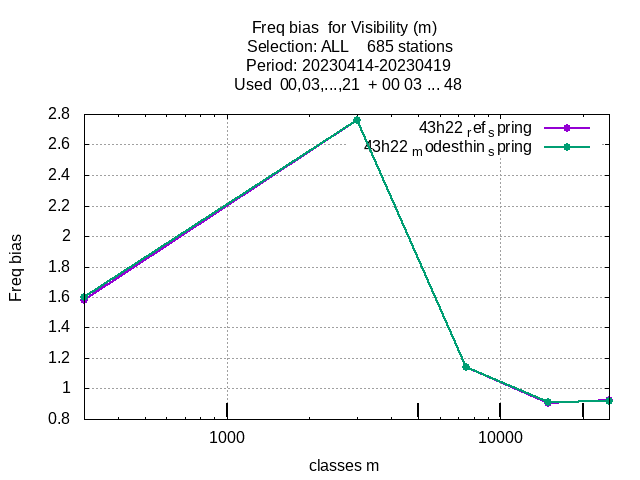 Freq bias  for Visibility (m)
Selection: ALL    685 stations
Period: 20230414-20230419
Used  00,03,...,21  + 00 03 ... 48
2.8
2.6
2.4
2.2
2
1.8
1.6
1.4
1.2
1
0.8
Freq bias
43h22 ref spring
43h22 modesthin spring
1000
10000
classes m